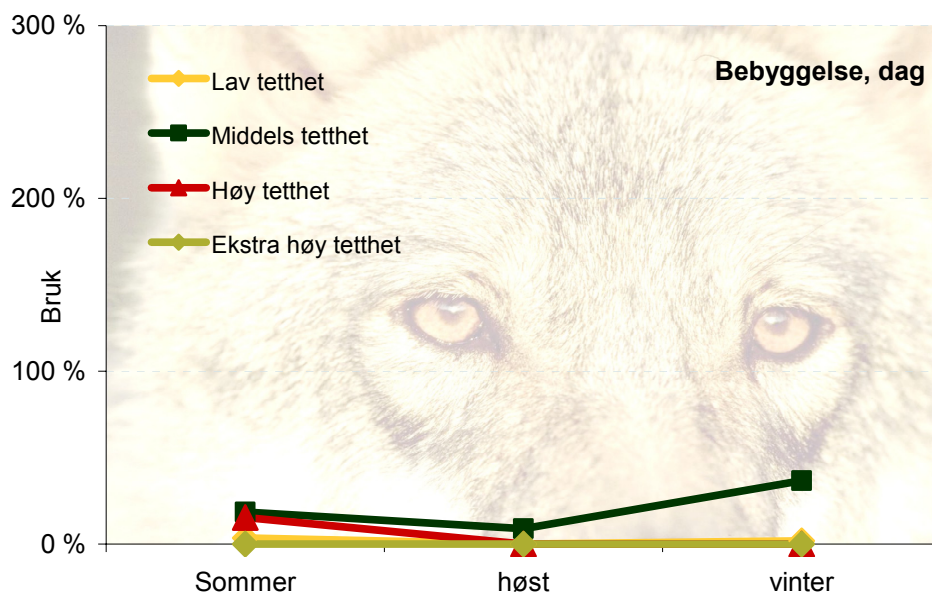 300 %
Bebyggelse, dag
Lav tetthet
Middels tetthet
200 %
Høy tetthet
Ekstra høy tetthet
Bruk
100 %
0 %
Sommer høst vinter